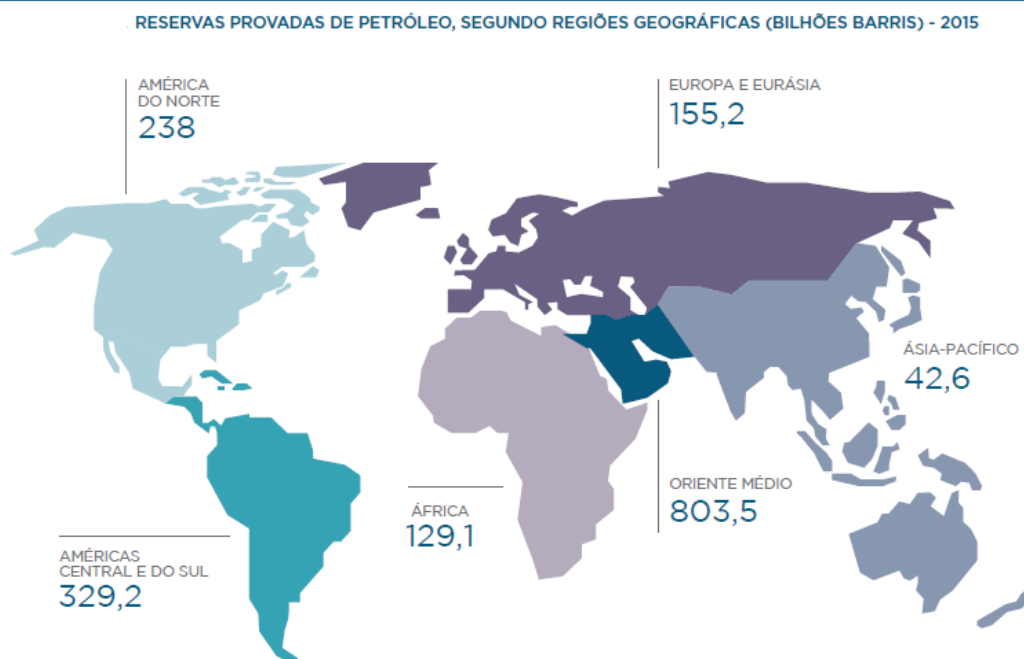 RESERVAS PROVADAS DE PETRÓLEO, SEGUNDO REGIÕES GEOGRÁFICAS (BILHÕES BARRIS) - 2015
AMÉRICA
DO NORTE
238
EUROPA E EURÁSIA
155,2
ÁSIA-PACÍFICO
42,6
ORIENTE MÉDIO
803,5
ÁFRICA
129,1
AMÉRICAS
CENTRAL E DO SUL
329,2